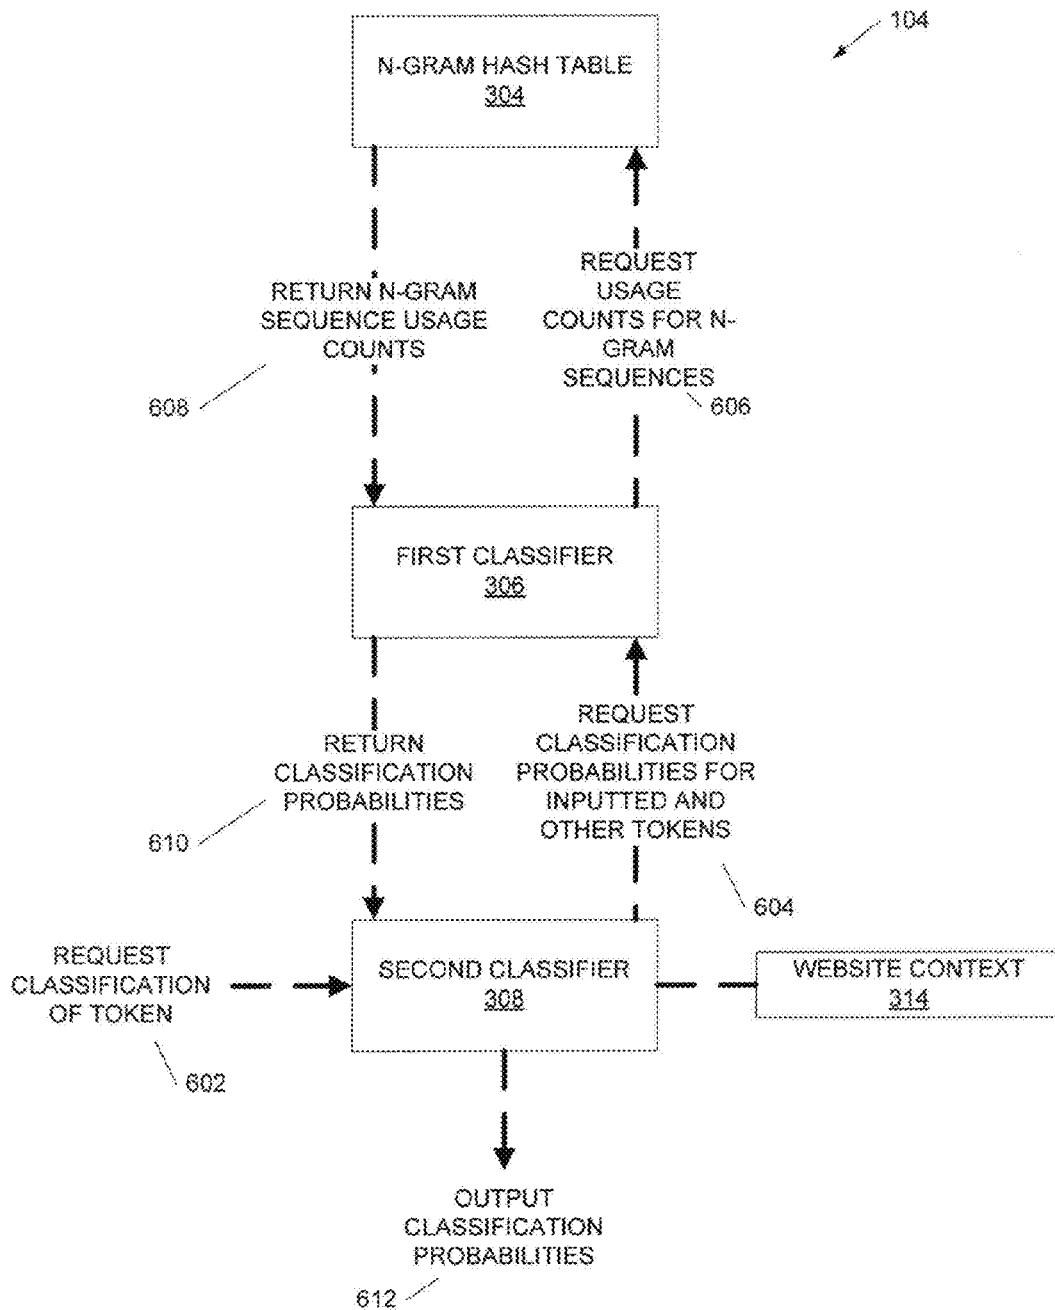 104
N-GRAM HASH TABLE
304
RETURN N-GRAM
SEQUENCE USAGE
COUNTS
608
REQUEST
USAGE
COUNTS FOR N-
GRAM
SEQUENCES
606
FIRST CLASSIFIER
306
RETURN
CLASSIFICATION
PROBABILITIES
610
REQUEST
CLASSIFICATION
PROBABILITIES FOR
INPUTTED AND
OTHER TOKENS
604
REQUEST
CLASSIFICATION
OF TOKEN
602
SECOND CLASSIFIER
308
WEBSITE CONTEXT
314
OUTPUT
CLASSIFICATION
PROBABILITIES
612